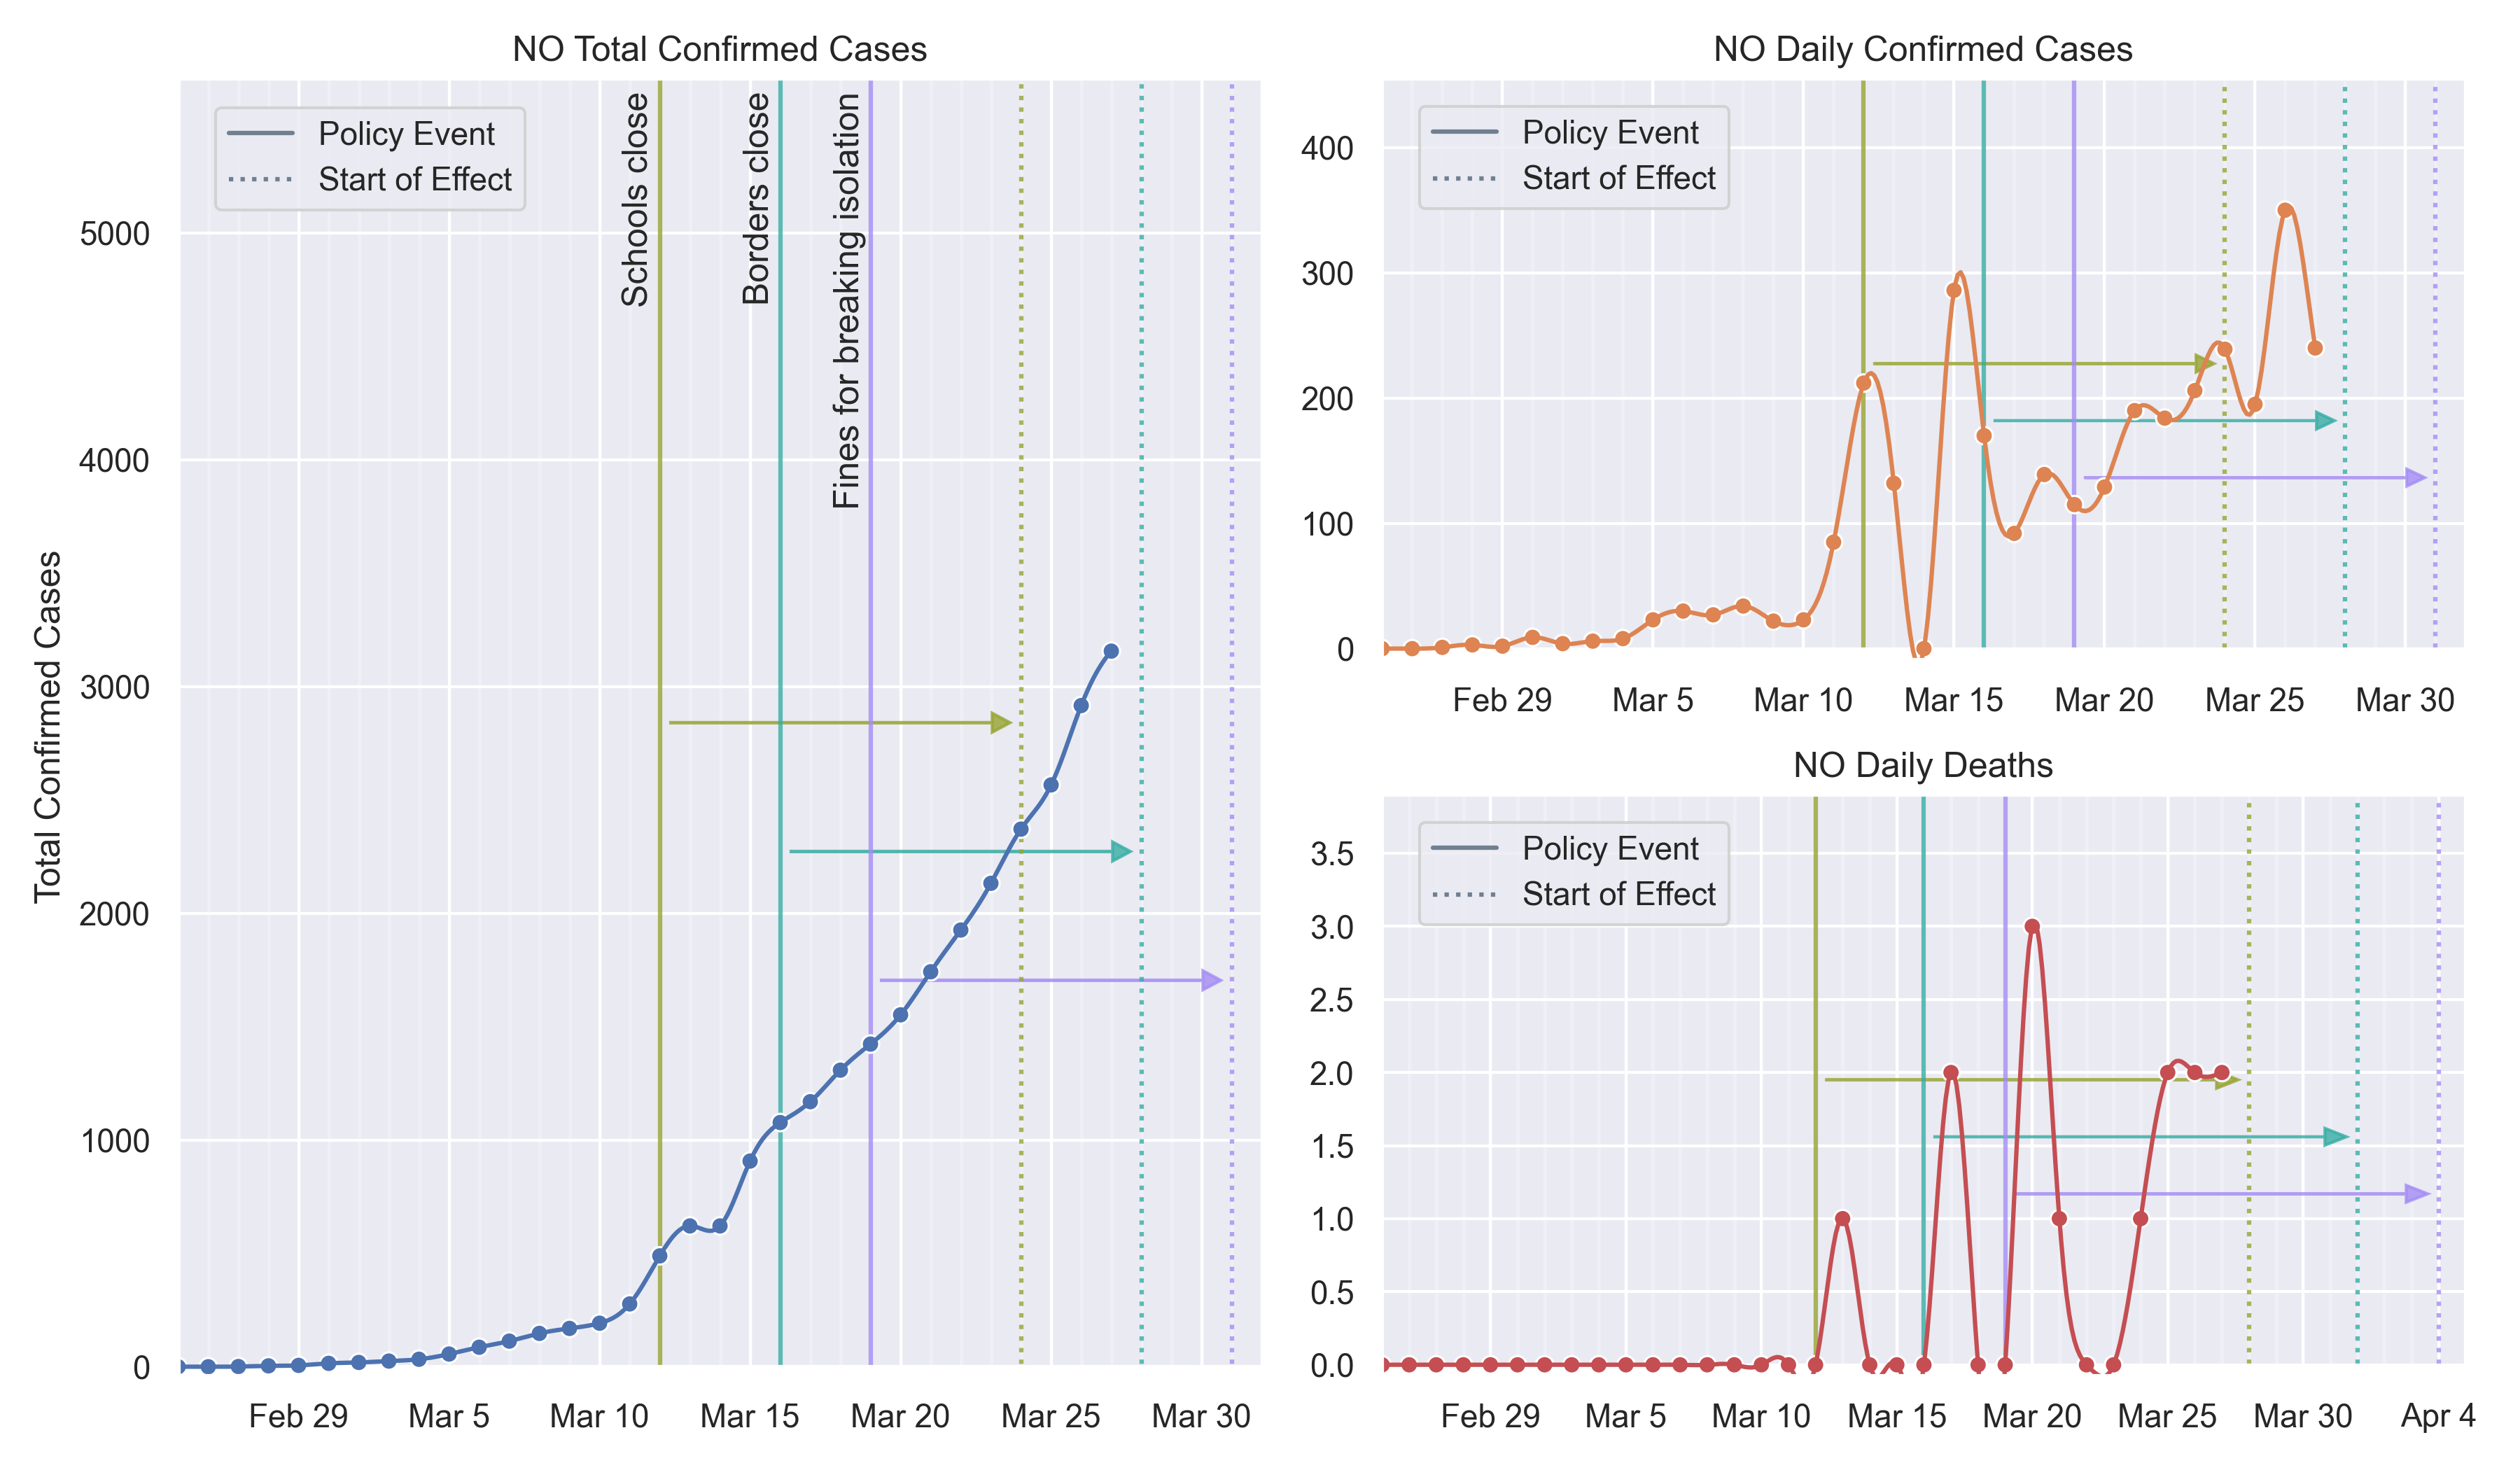 NO Total Confirmed Cases
Policy Event
Start of Effect
Schools close
Borders close
Fines for breaking isolation
Total Confirmed Cases
5000
4000
3000
2000
1000
0
Feb 29 Mar 5 Mar 10 Mar 15 Mar 20 Mar 25 Mar 30
NO Daily Confirmed Cases
Policy Event
Start of Effect
400
300
200
100
0
Feb 29 Mar 5 Mar 10 Mar 15 Mar 20 Mar 25 Mar 30
NO Daily Deaths
Policy Event
Start of Effect
3.5
3.0
2.5
2.0
1.5
1.0
0.5
0.0
Feb 29 Mar 5 Mar 10 Mar 15 Mar 20 Mar 25 Mar 30 Apr 4